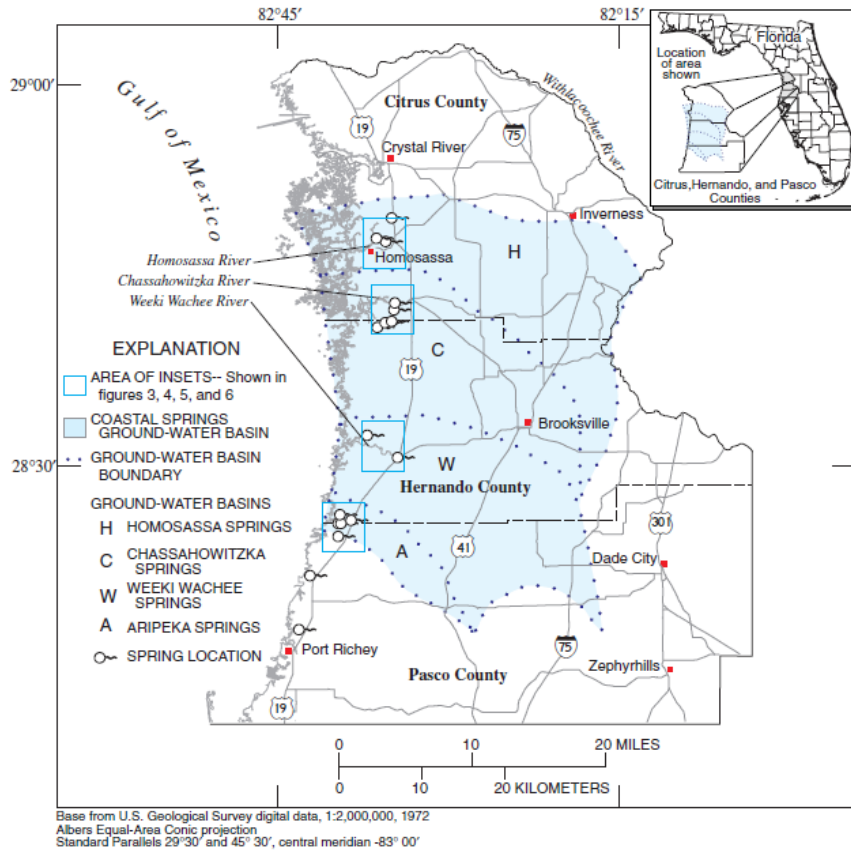 82°45'
82°15'
29°00'
28°30'
Gulf of Mexico
Withlacoochee River
Citrus County
19
75
Crystal River
Inverness
Homosassa
H
Homosassa River
Chassahowitzka River
Weeki Wachee River
C
19
Brooksville
W
Hernando County
A
41
301
Dade City
75
Port Richey
Pasco County
Zephyrhills
19
Florida
Location
of area
shown
Citrus,Hernando, and Pasco
Counties
EXPLANATION
AREA OF INSETS-- Shown in
figures 3, 4, 5, and 6
COASTAL SPRINGS
GROUND-WATER BASIN
GROUND-WATER BASIN
BOUNDARY
GROUND-WATER BASINS
H HOMOSASSA SPRINGS
C CHASSAHOWITZKA
SPRINGS
W WEEKI WACHEE
SPRINGS
A ARIPEKA SPRINGS
SPRING LOCATION
0 10 20 MILES
0 10 20 KILOMETERS
Base from U.S. Geological Survey digital data, 1:2,000,000, 1972
Albers Equal-Area Conic projection
Standard Parallels 29°30' and 45° 30', central meridian -83° 00'